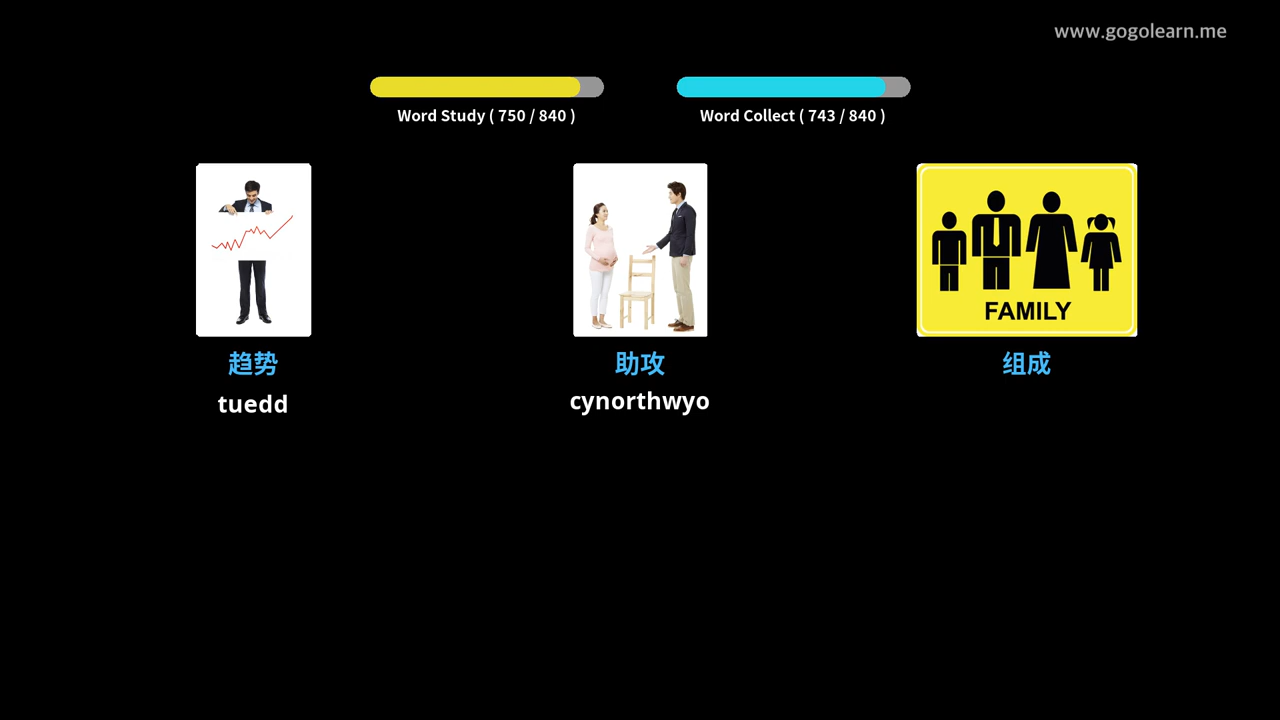 www.gogolearn.me
Word Study ( 750 / 840 )
Word Collect ( 743 / 840 )
FAMILY
趋势
助攻
组成
tuedd
cynorthwyo